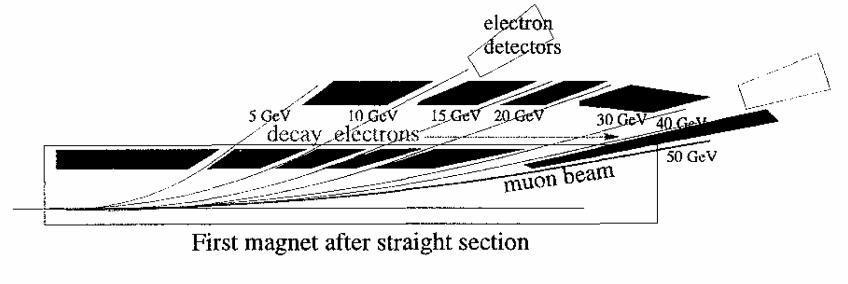 electron
detectors
5 GeV
10 GeV
15 GeV
20 GeV
30 GeV
40 GeV
decay electrons
50 GeV
muon beam
First magnet after straight section